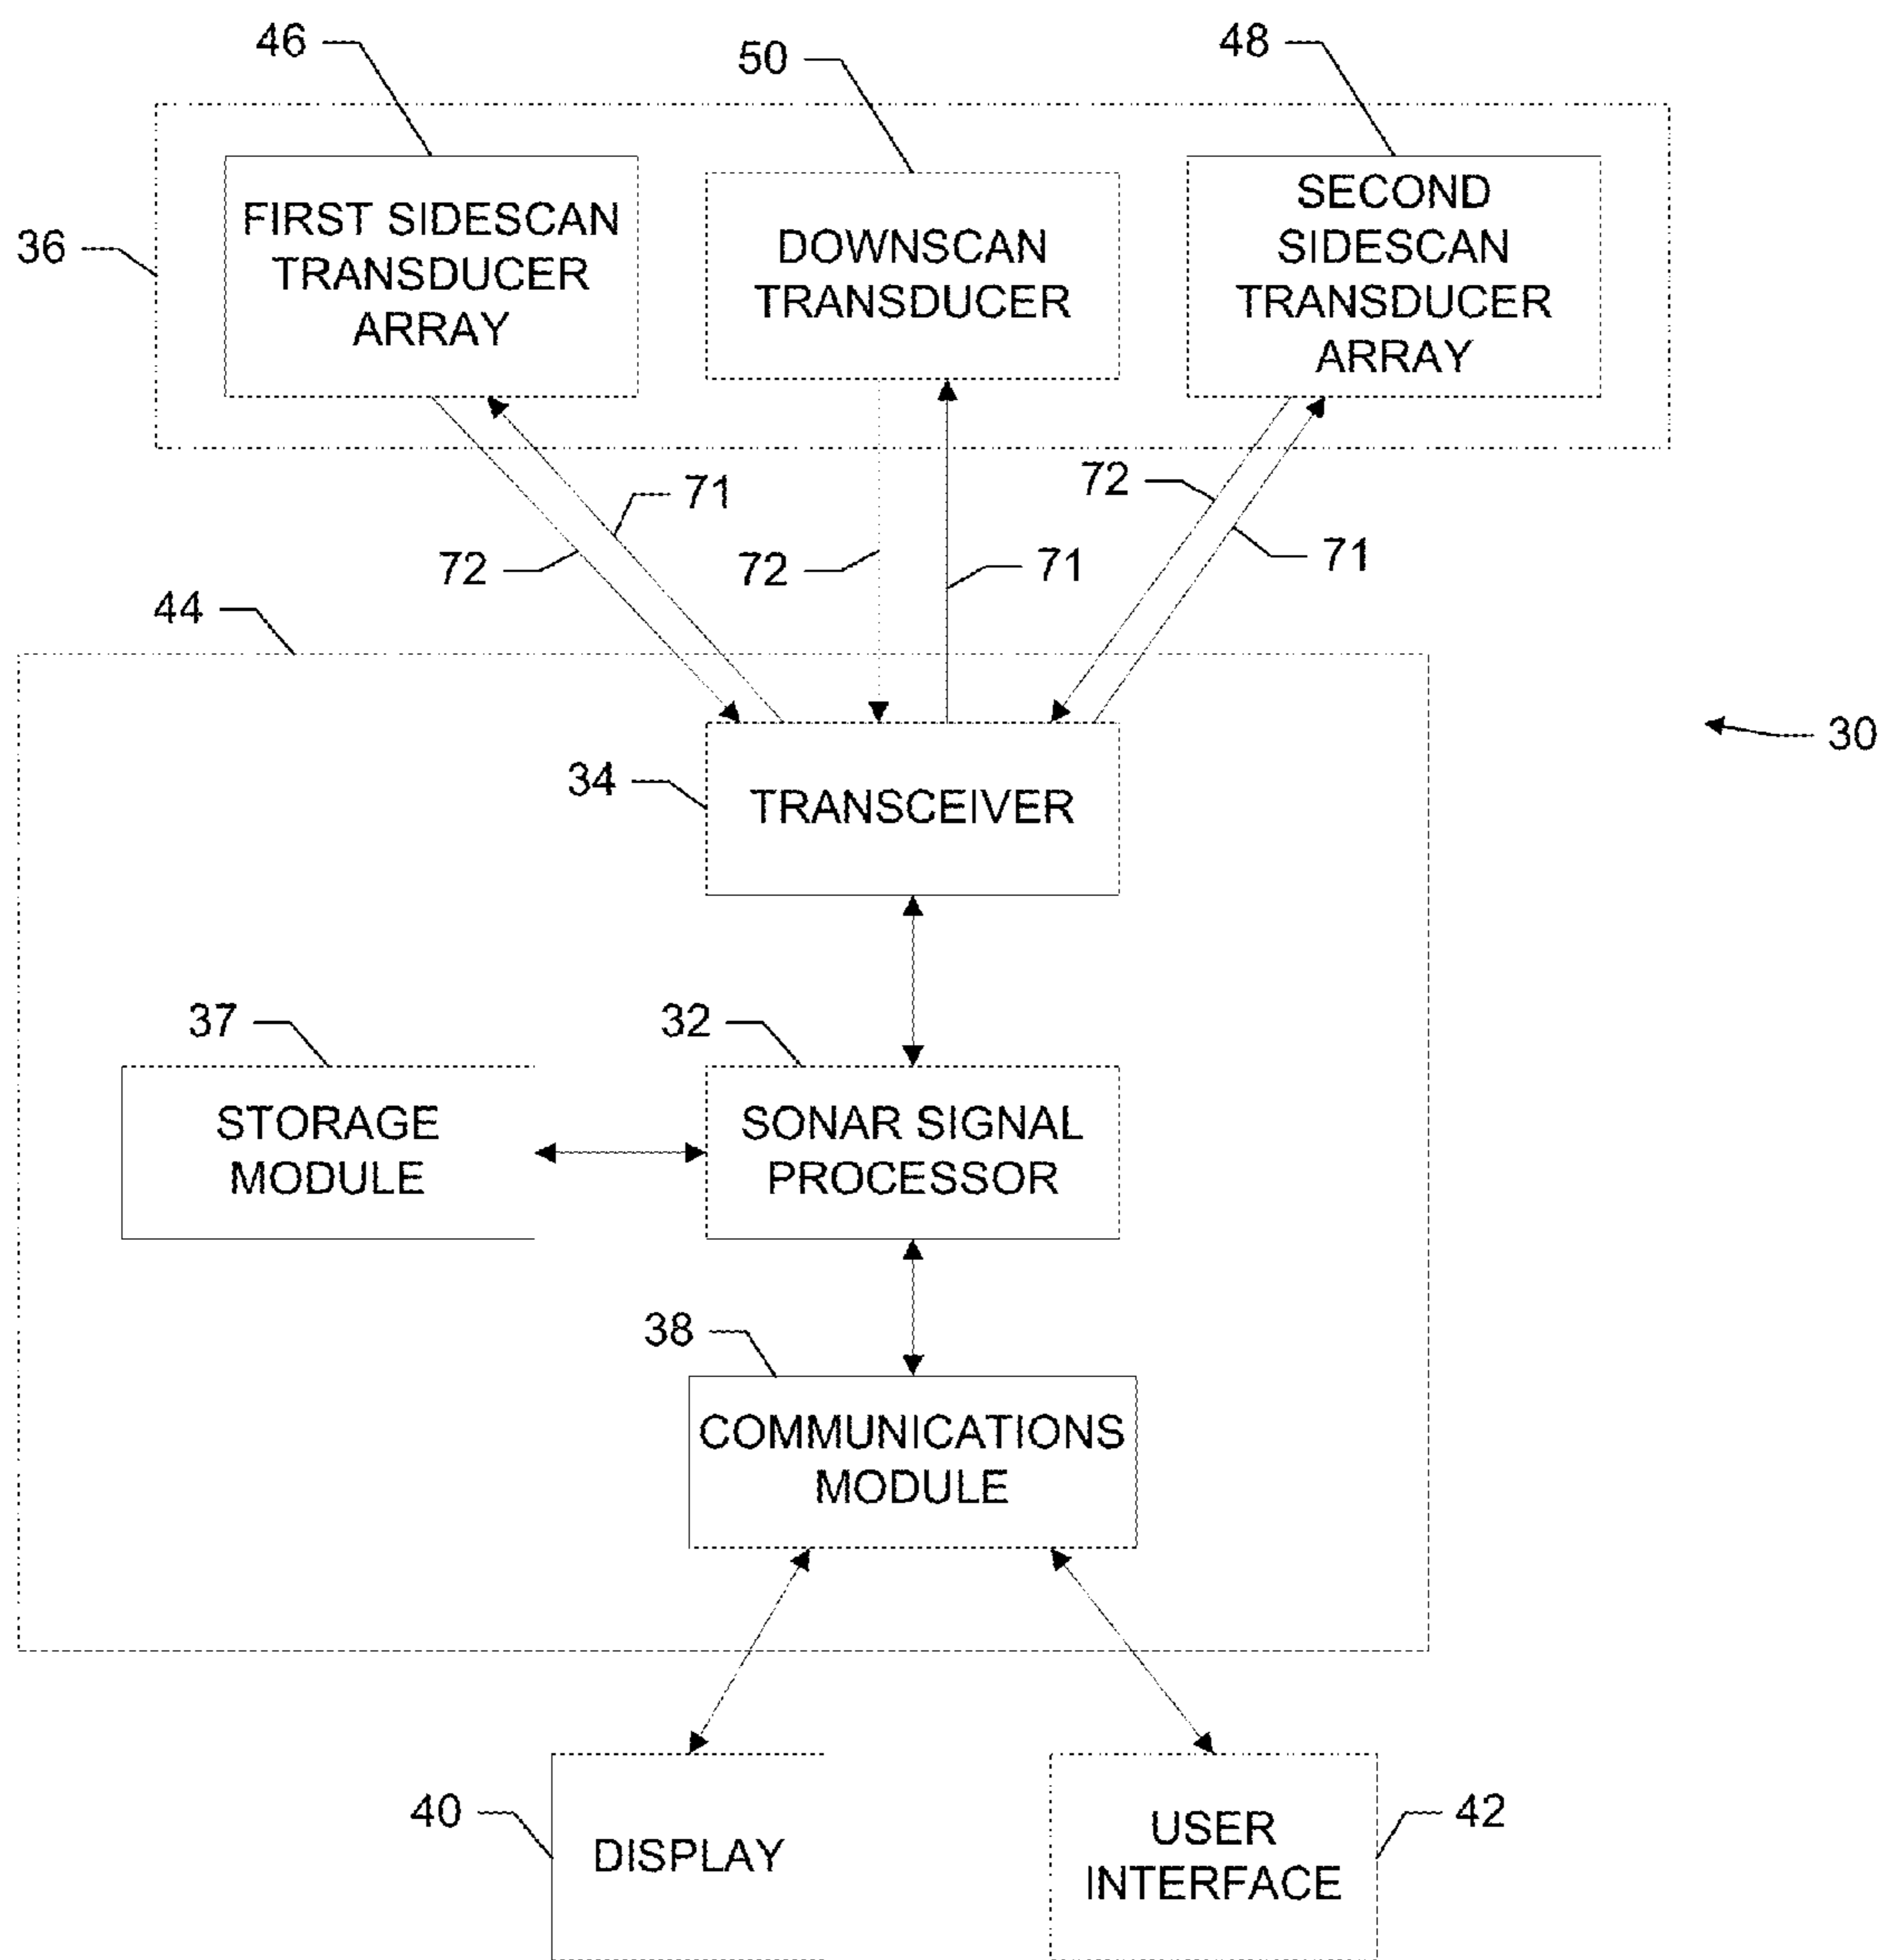 46
50
48
36
FIRST SIDESCAN
TRANSDUCER
ARRAY
DOWNSCAN
TRANSDUCER
SECOND
SIDESCAN
TRANSDUCER
ARRAY
71
72
72
71
72
71
44
30
34
TRANSCEIVER
37
32
STORAGE
MODULE
SONAR SIGNAL
PROCESSOR
38
COMMUNICATIONS
MODULE
40
DISPLAY
USER
INTERFACE
42